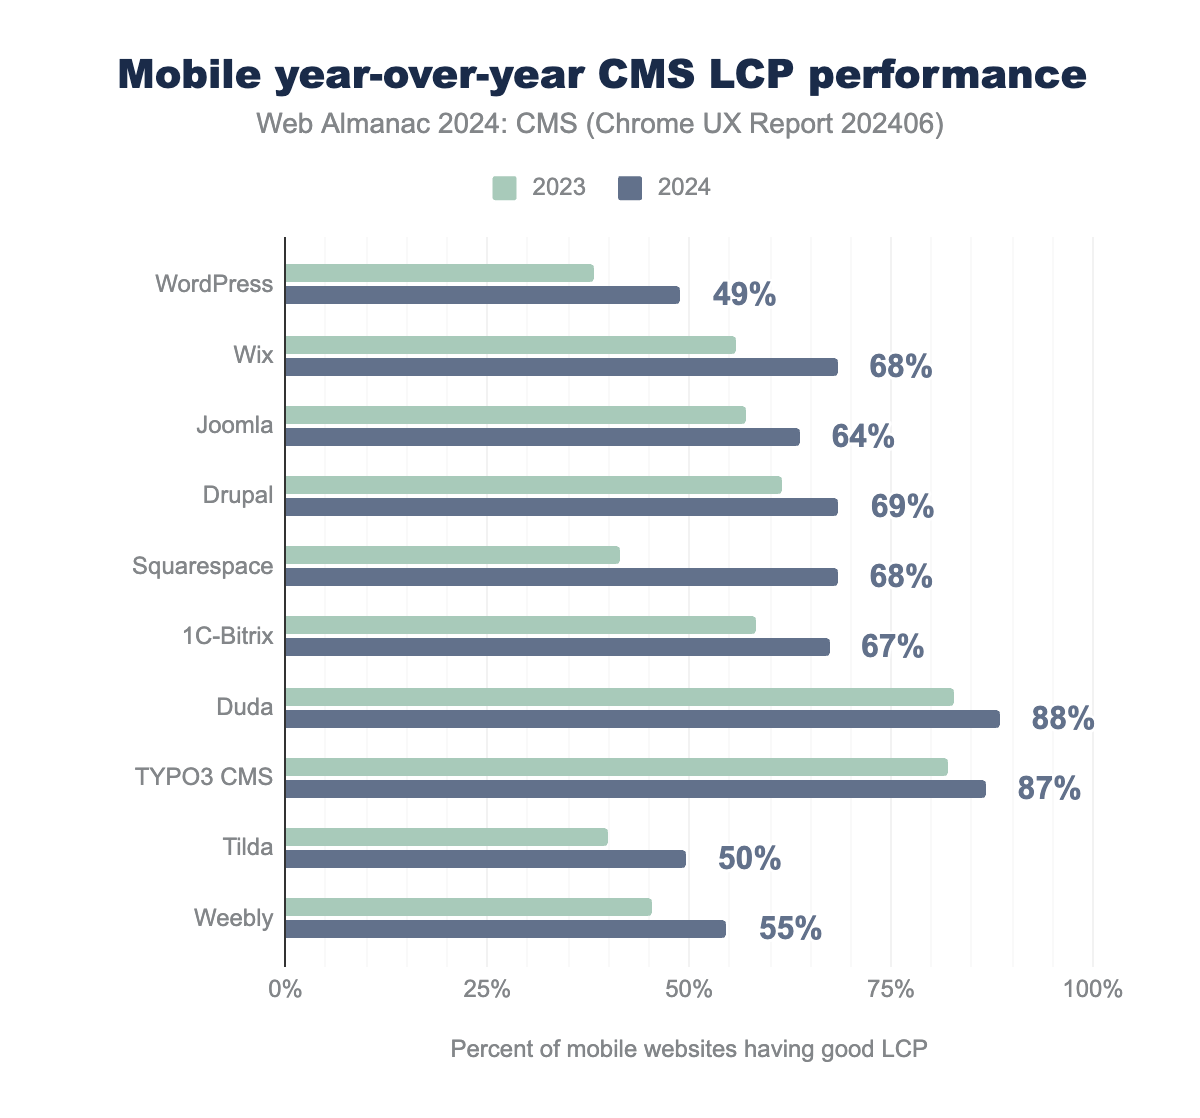 Mobile year-over-year CMS LCP performance
Web Almanac 2024: CMS (Chrome UX Report 202406)
2023 2024
WordPress 49%
Wix 68%
Joomla 64%
Drupal 69%
Squarespace 68%
1C-Bitrix 67%
Duda 88%
TYPO3 CMS 87%
Tilda 50%
Weebly 55%
0% 25% 50% 75% 100%
Percent of mobile websites having good LCP